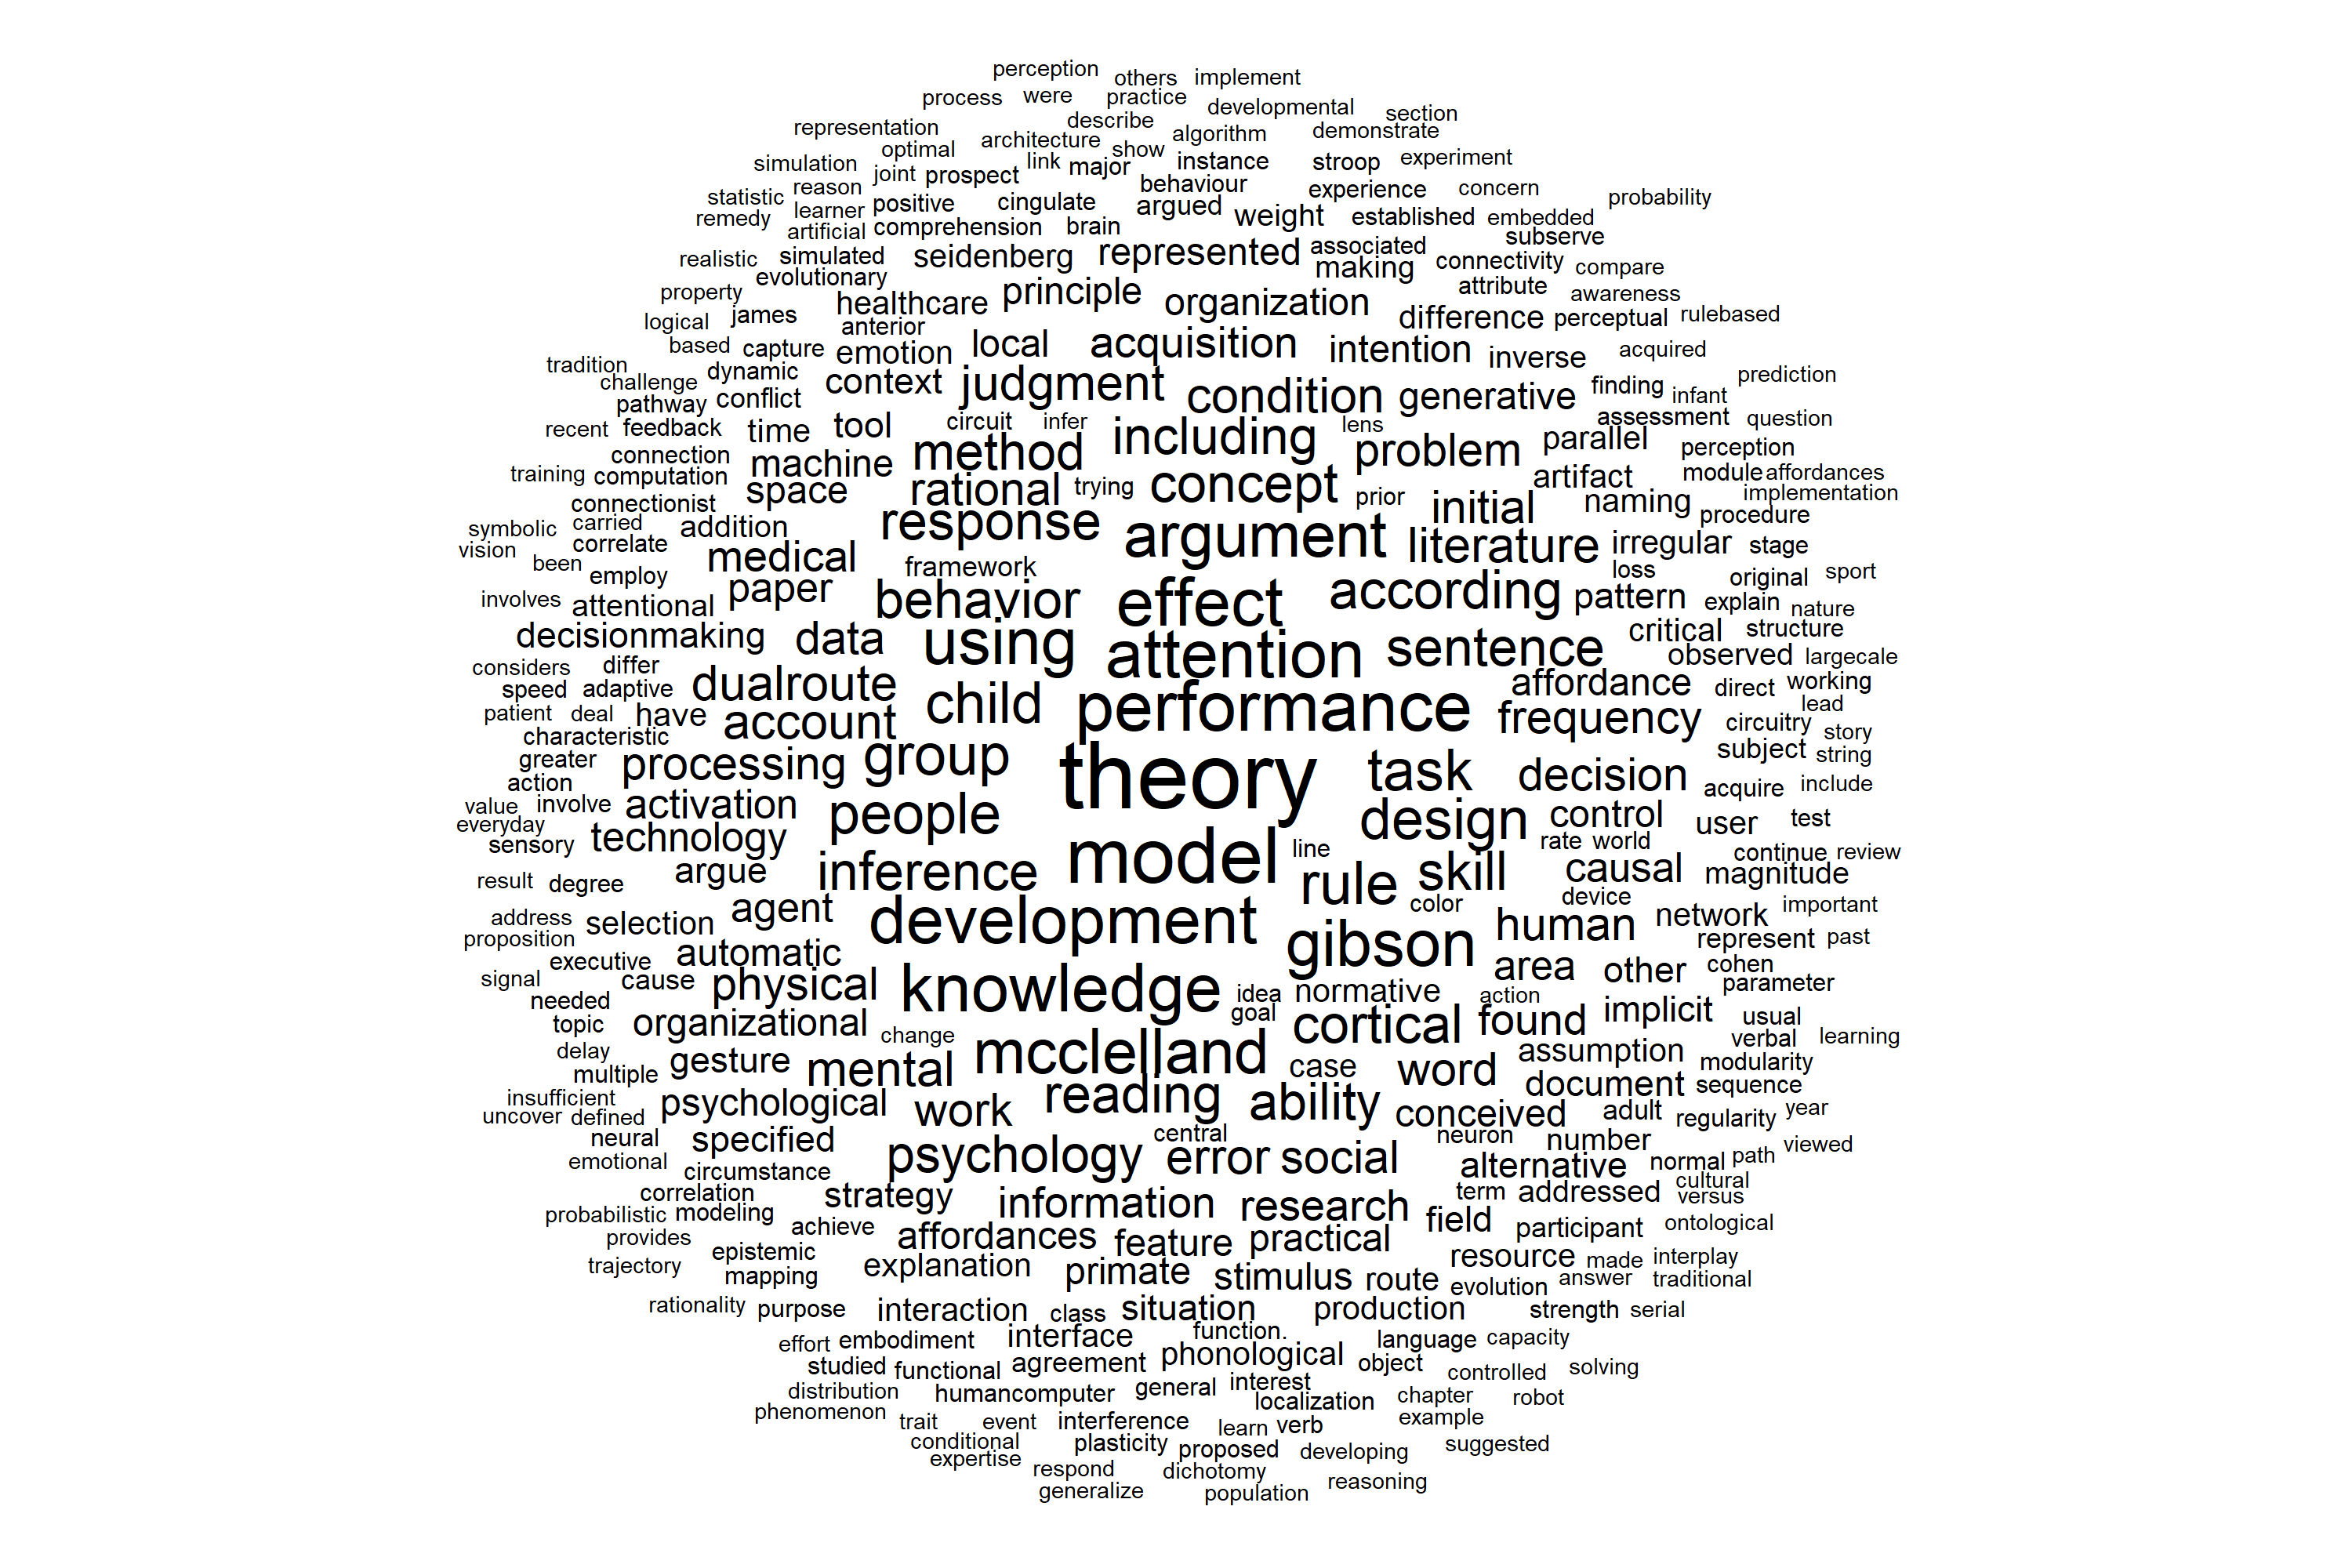 perception others implement
process were practice developmental section
representation describe algorithm demonstrate
optimal architecture link show
simulation joint prospect major instance stroop experiment
statistic reason positive cingulate behaviour experience concern probability
remedy learner argued weight established embedded
artificial comprehension brain subserve
realistic simulated seidenberg represented associated connectivity compare
evolutionary making attribute awareness
property healthcare principle organization difference perceptual rulebased
logical james anterior
based capture emotion local acquisition intention inverse acquired
tradition dynamic context judgment condition generative finding infant prediction
challenge pathway conflict assessment question
recent feedback time tool circuit infer including lens parallel
connection machine method problem perception
training computation space rational trying concept prior artifact module affordances
connectionist initial naming implementation
symbolic carried addition response argument procedure
vision correlate medical literature irregular stage
been employ paper framework loss original sport
involves attentional behavior effect according pattern explain nature
decisionmaking data using attention sentence critical structure
considers differ observed largecale
speed adaptive dualroute child performance affordance direct working
patient deal have account frequency circuitry lead
characteristic story
greater processing group theory task decision subject string
action acquire include
value involve activation people design control user test
everyday technology rate world
sensory model line continue review
result degree argue inference rule skill causal magnitude
address selection agent development color device network important
proposition automatic gibson human represent past
signal executive area other cohen
needed cause physical knowledge idea normative action parameter
topic organizational change goal cortical found implicit usual
delay gesture mcclelland verbal learning
multiple mental case word assumption modularity
insufficient psychological reading ability document sequence
uncover defined work conceived adult regularity year
neural specified central neuron number viewed
emotional circumstance psychology error social alternative normal path
correlation strategy term addressed cultural
probabilistic modeling achieve information research versus
provides affordances feature practical field participant ontological
trajectory epistemic explanation resource made interplay
mapping primate stimulus route evolution answer traditional
rationality purpose interaction class situation production strength serial
effort embodiment interface function. language capacity
studied functional agreement phonological object controlled solving
distribution humancomputer general interest localization chapter robot
phenomenon trait event interference learn verb example
conditional plasticity proposed developing suggested
expertise respond dichotomy reasoning
generalize population